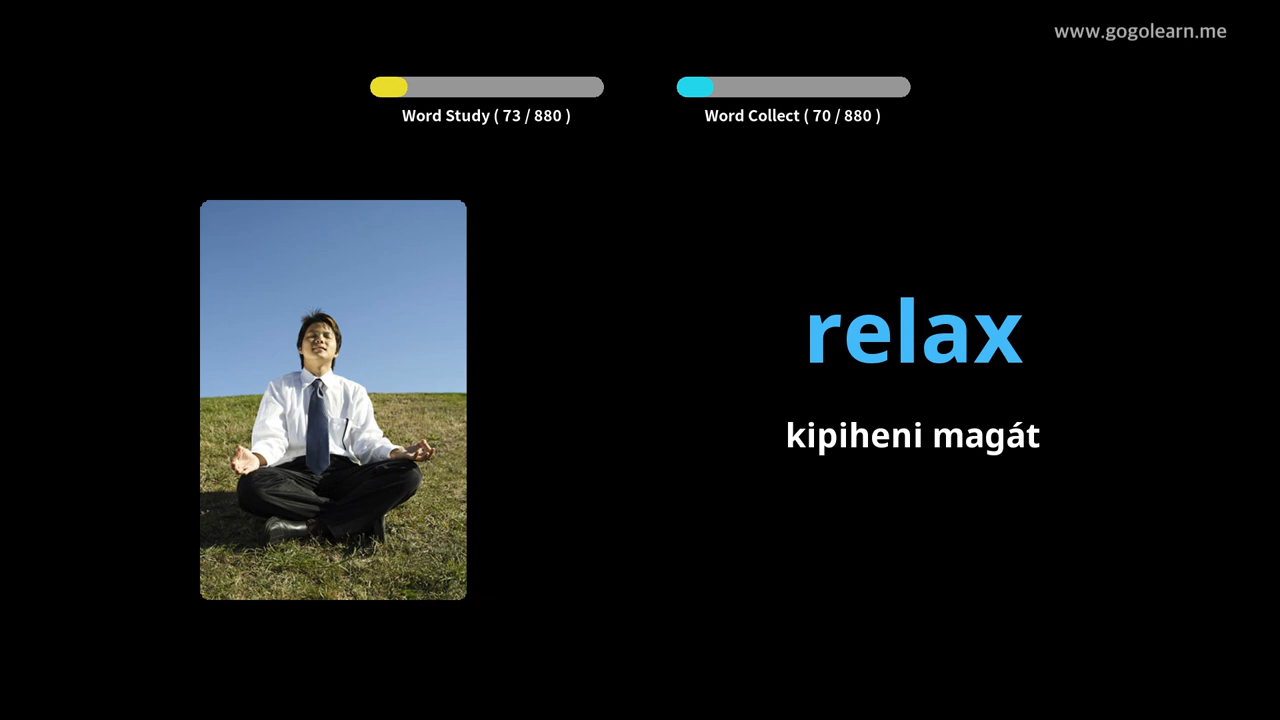 www.gogolearn.me
Word Study ( 73 / 880 )
Word Collect ( 70 / 880 )
relax
kipiheni magát